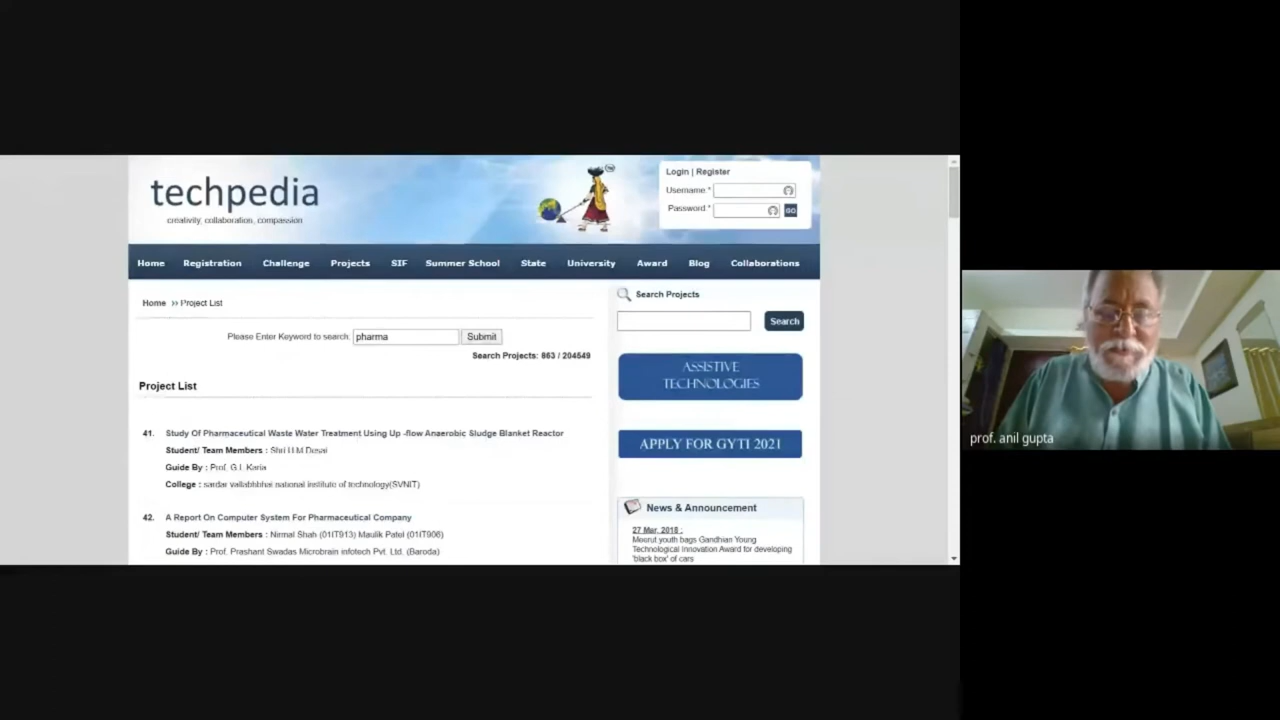 techpedia
creativity, collaboration, compassion
Login | Register
Username:*
Password:*
GO
Home Registration Challenge Projects SIF Summer School State University Award Blog Collaborations
Home >> Project List
Please Enter Keyword to search: pharma Submit
Search Projects: 863 / 204549
Project List
41. Study Of Pharmaceutical Waste Water Treatment Using Up -flow Anaerobic Sludge Blanket Reactor
Student/ Team Members : Shri H M Desai
Guide By : Prof. G.I. Karia
College : sardar vallabhbhai national institute of technology(SVNIT)
42. A Report On Computer System For Pharmaceutical Company
Student/ Team Members : Nirmal Shah (01IT913) Maulik Patel (01IT906)
Guide By : Prof. Prashant Swadas Microbrain infotech Pvt. Ltd. (Baroda)
Search Projects
Search
ASSISTIVE
TECHNOLOGIES
APPLY FOR GYTI 2021
News & Announcement
27 Mar, 2018 :
Meerut youth bags Gandhian Young
Technological Innovation Award for developing
'black box' of cars
prof. anil gupta